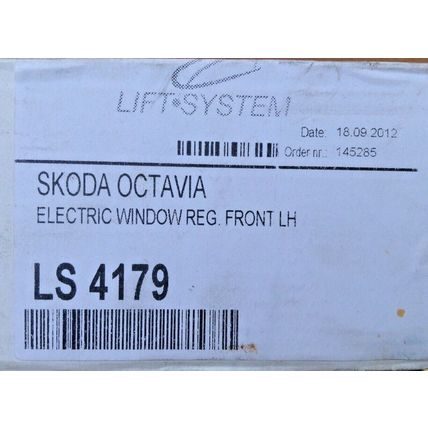 LIFT•SYSTEM
Date: 18.09.2012
Order nr.: 145285
SKODA OCTAVIA
ELECTRIC WINDOW REG. FRONT LH
LS 4179